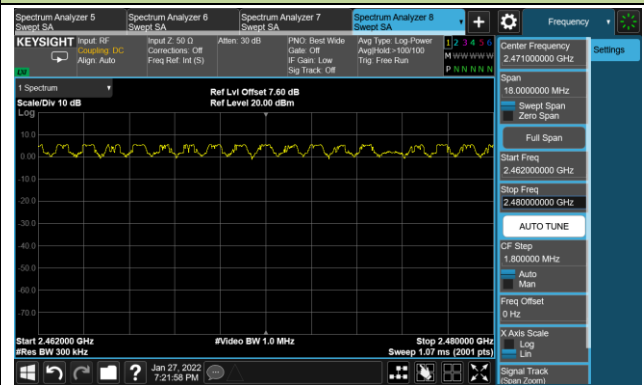 Spectrum Analyzer 5
Swept SA
Spectrum Analyzer 6
Swept SA
Spectrum Analyzer 7
Swept SA
Spectrum Analyzer 8
Swept SA
Frequency
KEYSIGHT
Input: RF
Coupling: DC
Align: Auto
Input Z: 50 Ω
Corrections: Off
Freq Ref: Int (S)
Atten: 30 dB
PNO: Best Wide
Gate: Off
IF Gain: Low
Sig Track: Off
Avg Type: Log-Power
Avg|Hold:>100/100
Trig: Free Run
1 2 3 4 5 6
M W W W W W
P N N N N N
1 Spectrum
Scale/Div 10 dB
Log
Ref Lvl Offset 7.60 dB
Ref Level 20.00 dBm
10.0
0.00
-10.0
-20.0
-30.0
-40.0
-50.0
-60.0
-70.0
Start 2.462000 GHz
#Res BW 300 kHz
#Video BW 1.0 MHz
Stop 2.480000 GHz
Sweep 1.07 ms (2001 pts)
Jan 27, 2022
7:21:58 PM
Settings
Center Frequency
2.471000000 GHz
Span
18.0000000 MHz
Swept Span
Zero Span
Full Span
Start Freq
2.462000000 GHz
Stop Freq
2.480000000 GHz
AUTO TUNE
CF Step
1.800000 MHz
Auto
Man
Freq Offset
0 Hz
X Axis Scale
Log
Lin
Signal Track
(Span Zoom)